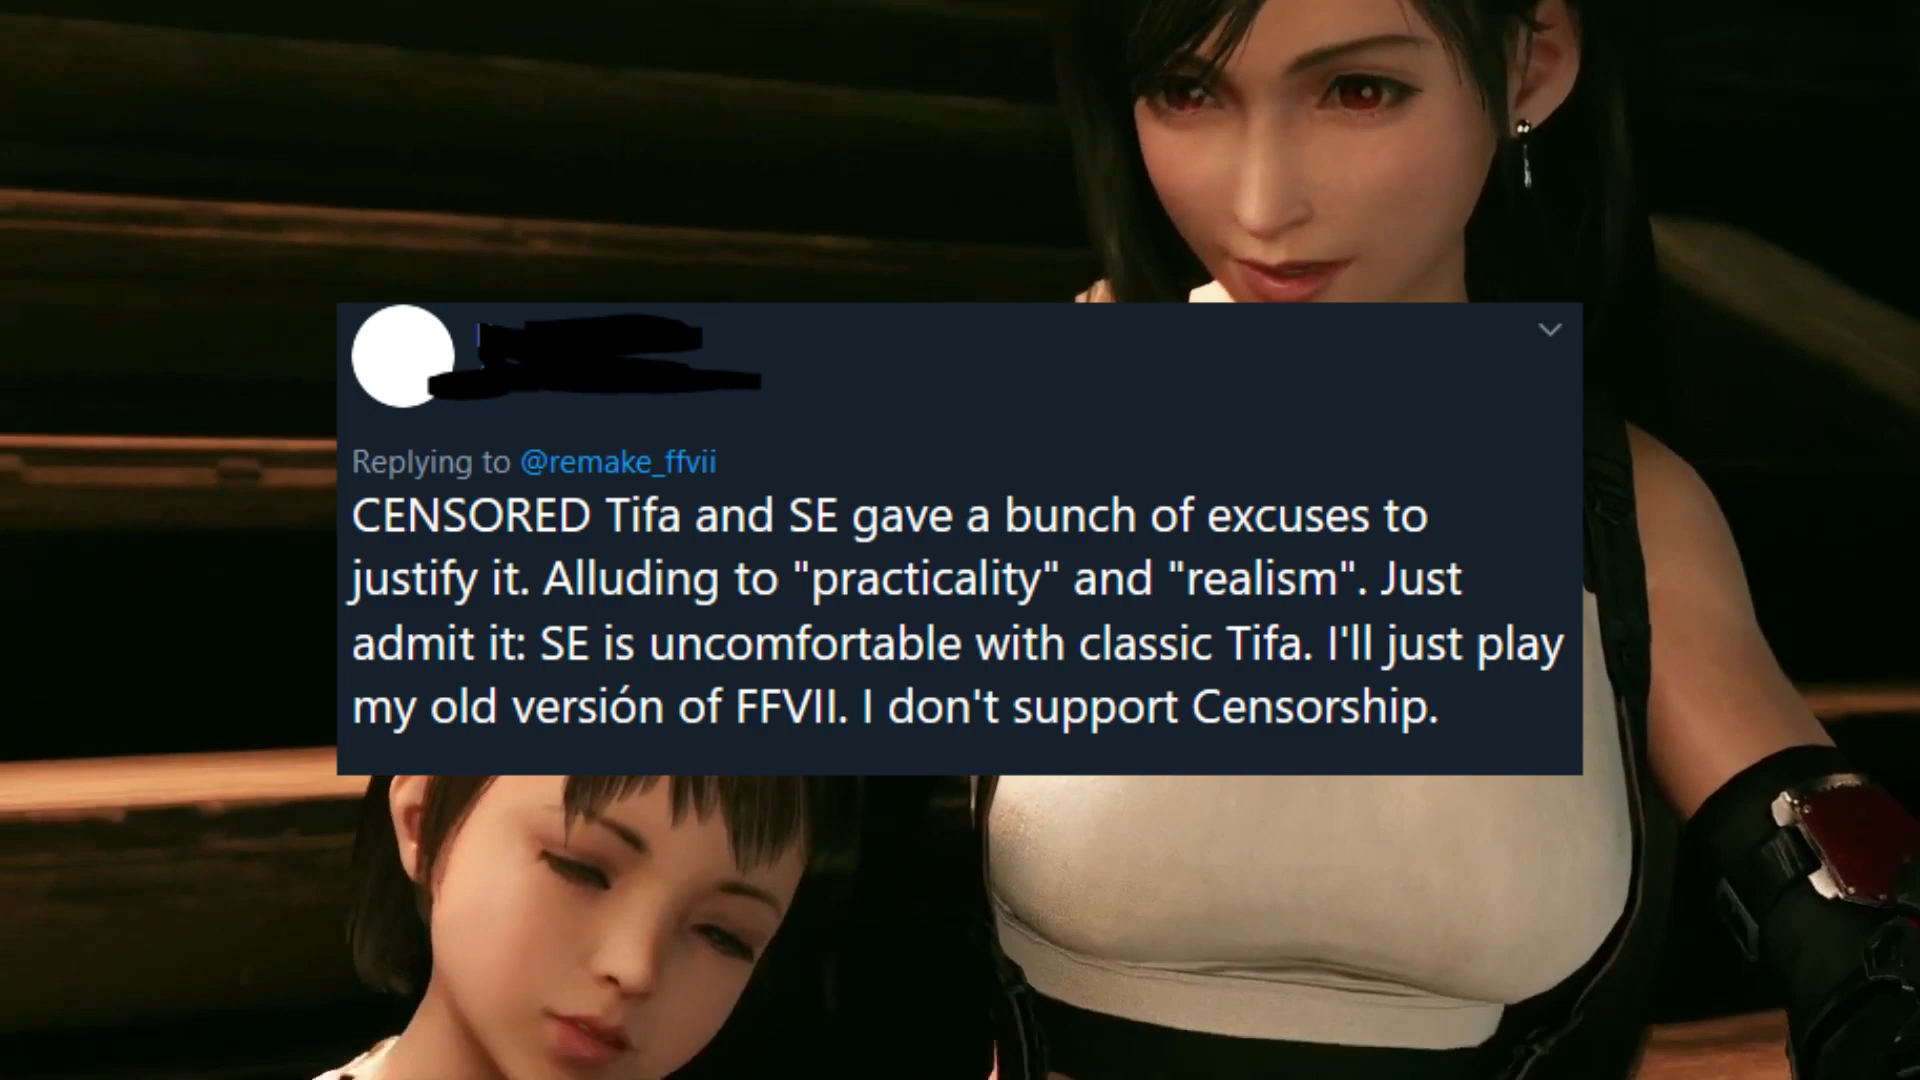 Replying to @remake_ffvii
CENSORED Tifa and SE gave a bunch of excuses to
justify it. Alluding to "practicality" and "realism". Just
admit it: SE is uncomfortable with classic Tifa. I'll just play
my old versión of FFVII. I don't support Censorship.